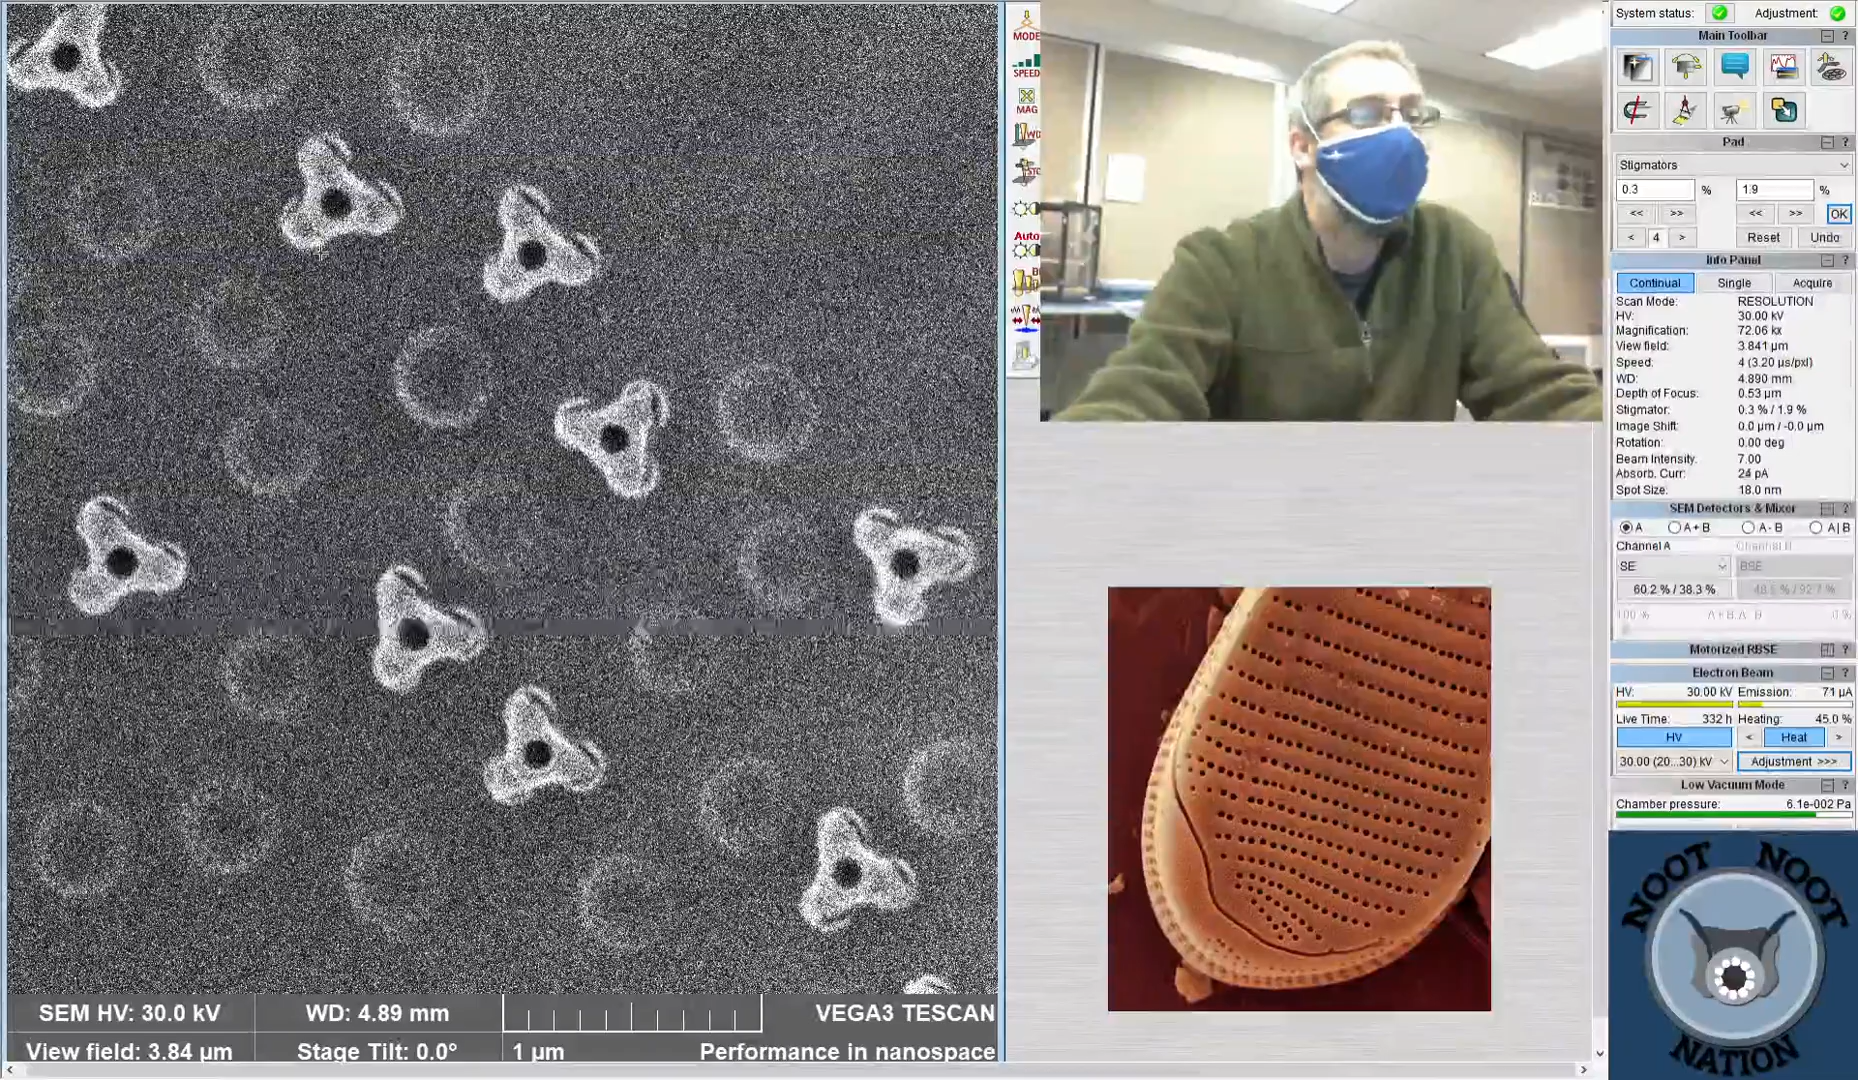 MODE
SPEED
MAG
WD
Auto
System status:
Adjustment:
Main Toolbar
?
Pad
?
Stigmators
0.3 %
1.9 %
<< >>
<< >> OK
< 4 > Reset Undo
Info Panel
?
Continual Single Acquire
Scan Mode: RESOLUTION
HV: 30.00 kV
Magnification: 72.06 kx
View field: 3.841 µm
Speed: 4 (3.20 µs/pxl)
WD: 4.890 mm
Depth of Focus: 0.53 µm
Stigmator: 0.3 % / 1.9 %
Image Shift: 0.0 µm / -0.0 µm
Rotation: 0.00 deg
Beam Intensity: 7.00
Absorb. Curr: 24 pA
Spot Size: 18.0 nm
SEM Detectors & Mixer
?
A A + B A - B A | B
Channel A
SE BSE
60.2 % / 38.3 %
100 % A+B A B 0 %
Motorized RBSE
?
Electron Beam
?
HV: 30.00 kV Emission: 71 µA
Live Time: 332 h Heating: 45.0 %
HV < Heat >
30.00 (20...30) kV Adjustment >>>
Low Vacuum Mode
?
Chamber pressure: 6.1e-002 Pa
NOOT NOOT
NATION
SEM HV: 30.0 kV WD: 4.89 mm VEGA3 TESCAN
View field: 3.84 µm Stage Tilt: 0.0° 1 µm Performance in nanospace